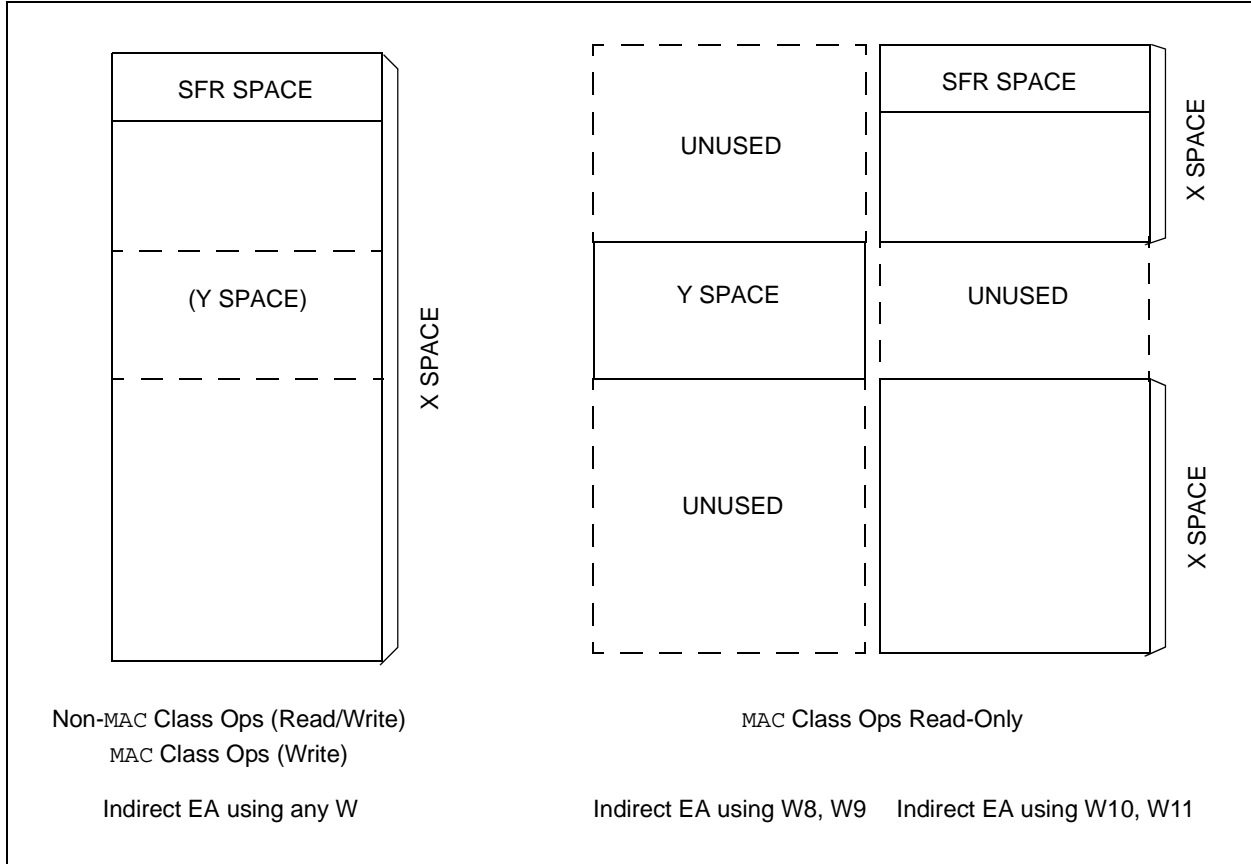 SFR SPACE
(Y SPACE)
X SPACE
Non-MAC Class Ops (Read/Write)
MAC Class Ops (Write)
Indirect EA using any W
UNUSED
Y SPACE
UNUSED
SFR SPACE
X SPACE
UNUSED
X SPACE
MAC Class Ops Read-Only
Indirect EA using W8, W9
Indirect EA using W10, W11